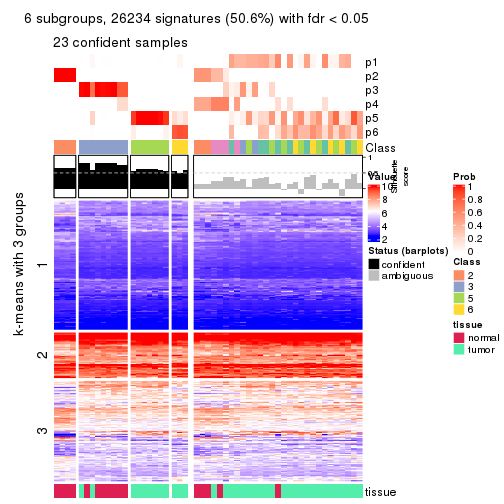 6 subgroups, 26234 signatures (50.6%) with fdr < 0.05
23 confident samples
p1
p2
p3
p4
p5
p6
Class
1
0.5
0
Silhouette
score
k-means with 3 groups
1
2
3
tissue
Value
10
8
6
4
2
Status (barplots)
confident
ambiguous
Prob
1
0.8
0.6
0.4
0.2
0
Class
2
3
5
6
tissue
normal
tumor